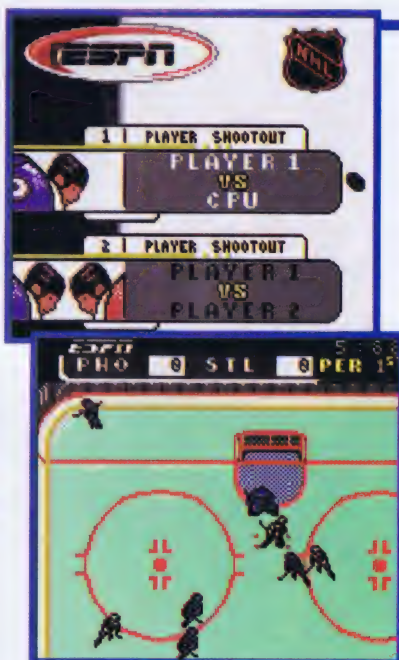 ESPN
NHL
1 | PLAYER SHOOTOUT
PLAYER 1
VS
CPU
2 | PLAYER SHOOTOUT
PLAYER 1
VS
PLAYER 2
ESPN
PHO 0 STL 0 PER 1ST